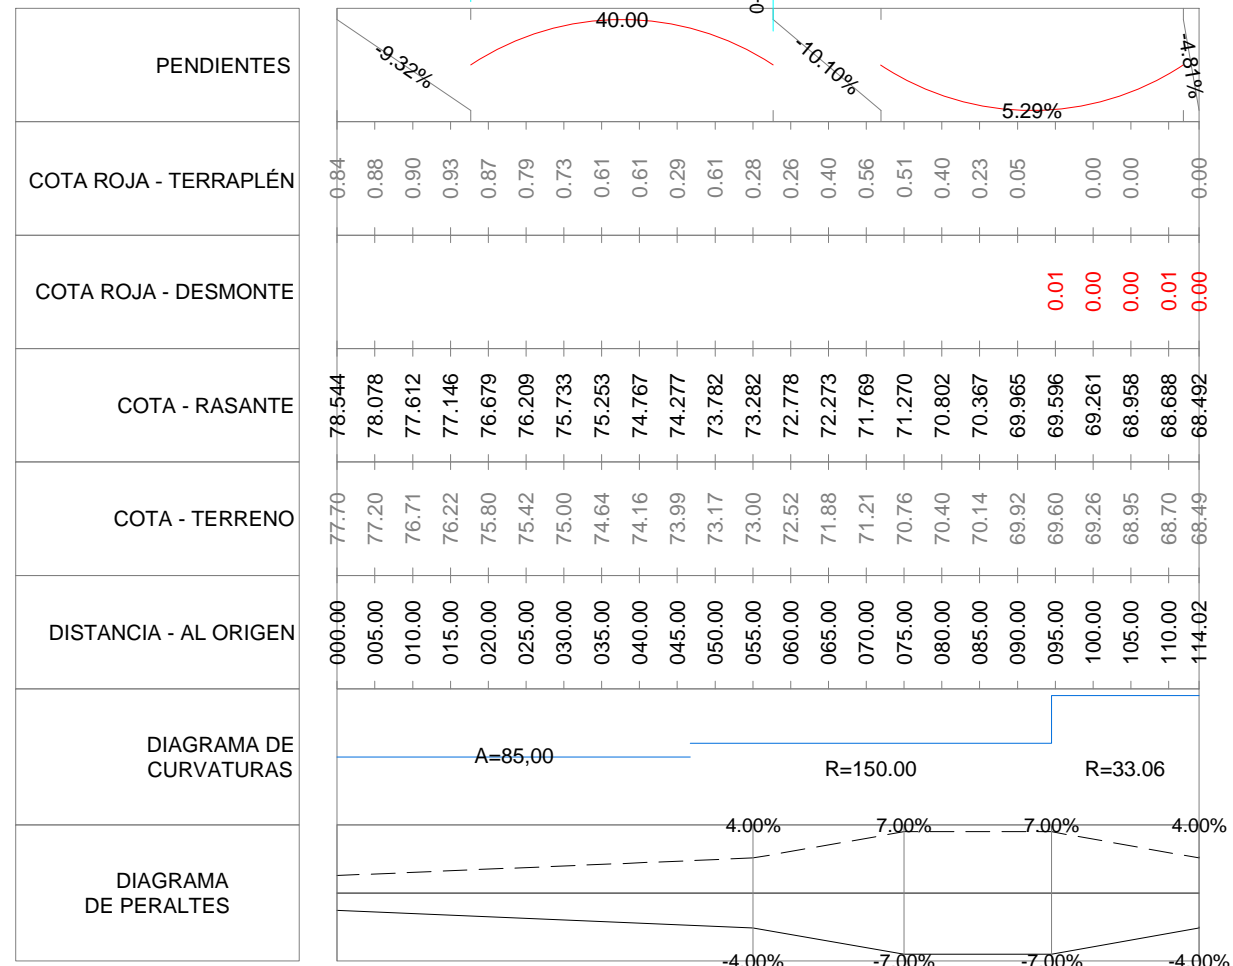 -0
PENDIENTES
-9.32%
40.00
-10.10%
5.29%
-4.81%
COTA ROJA - TERRAPLÉN
0.84 0.88 0.90 0.93 0.87 0.79 0.73 0.61 0.61 0.29 0.61 0.28 0.26 0.40 0.56 0.51 0.40 0.23 0.05 0.00 0.00 0.00
COTA ROJA - DESMONTE
0.01 0.00 0.00 0.01 0.00
COTA - RASANTE
78.544 78.078 77.612 77.146 76.679 76.209 75.733 75.253 74.767 74.277 73.782 73.282 72.778 72.273 71.769 71.270 70.802 70.367 69.965 69.596 69.261 68.958 68.688 68.492
COTA - TERRENO
77.70 77.20 76.71 76.22 75.80 75.42 75.00 74.64 74.16 73.99 73.17 73.00 72.52 71.88 71.21 70.76 70.40 70.14 69.92 69.60 69.26 68.95 68.70 68.49
DISTANCIA - AL ORIGEN
000.00 005.00 010.00 015.00 020.00 025.00 030.00 035.00 040.00 045.00 050.00 055.00 060.00 065.00 070.00 075.00 080.00 085.00 090.00 095.00 100.00 105.00 110.00 114.02
DIAGRAMA DE
CURVATURAS
A=85,00
R=150.00
R=33.06
DIAGRAMA
DE PERALTES
4.00% 7.00% 7.00% 4.00%
-4.00% -7.00% -7.00% -4.00%